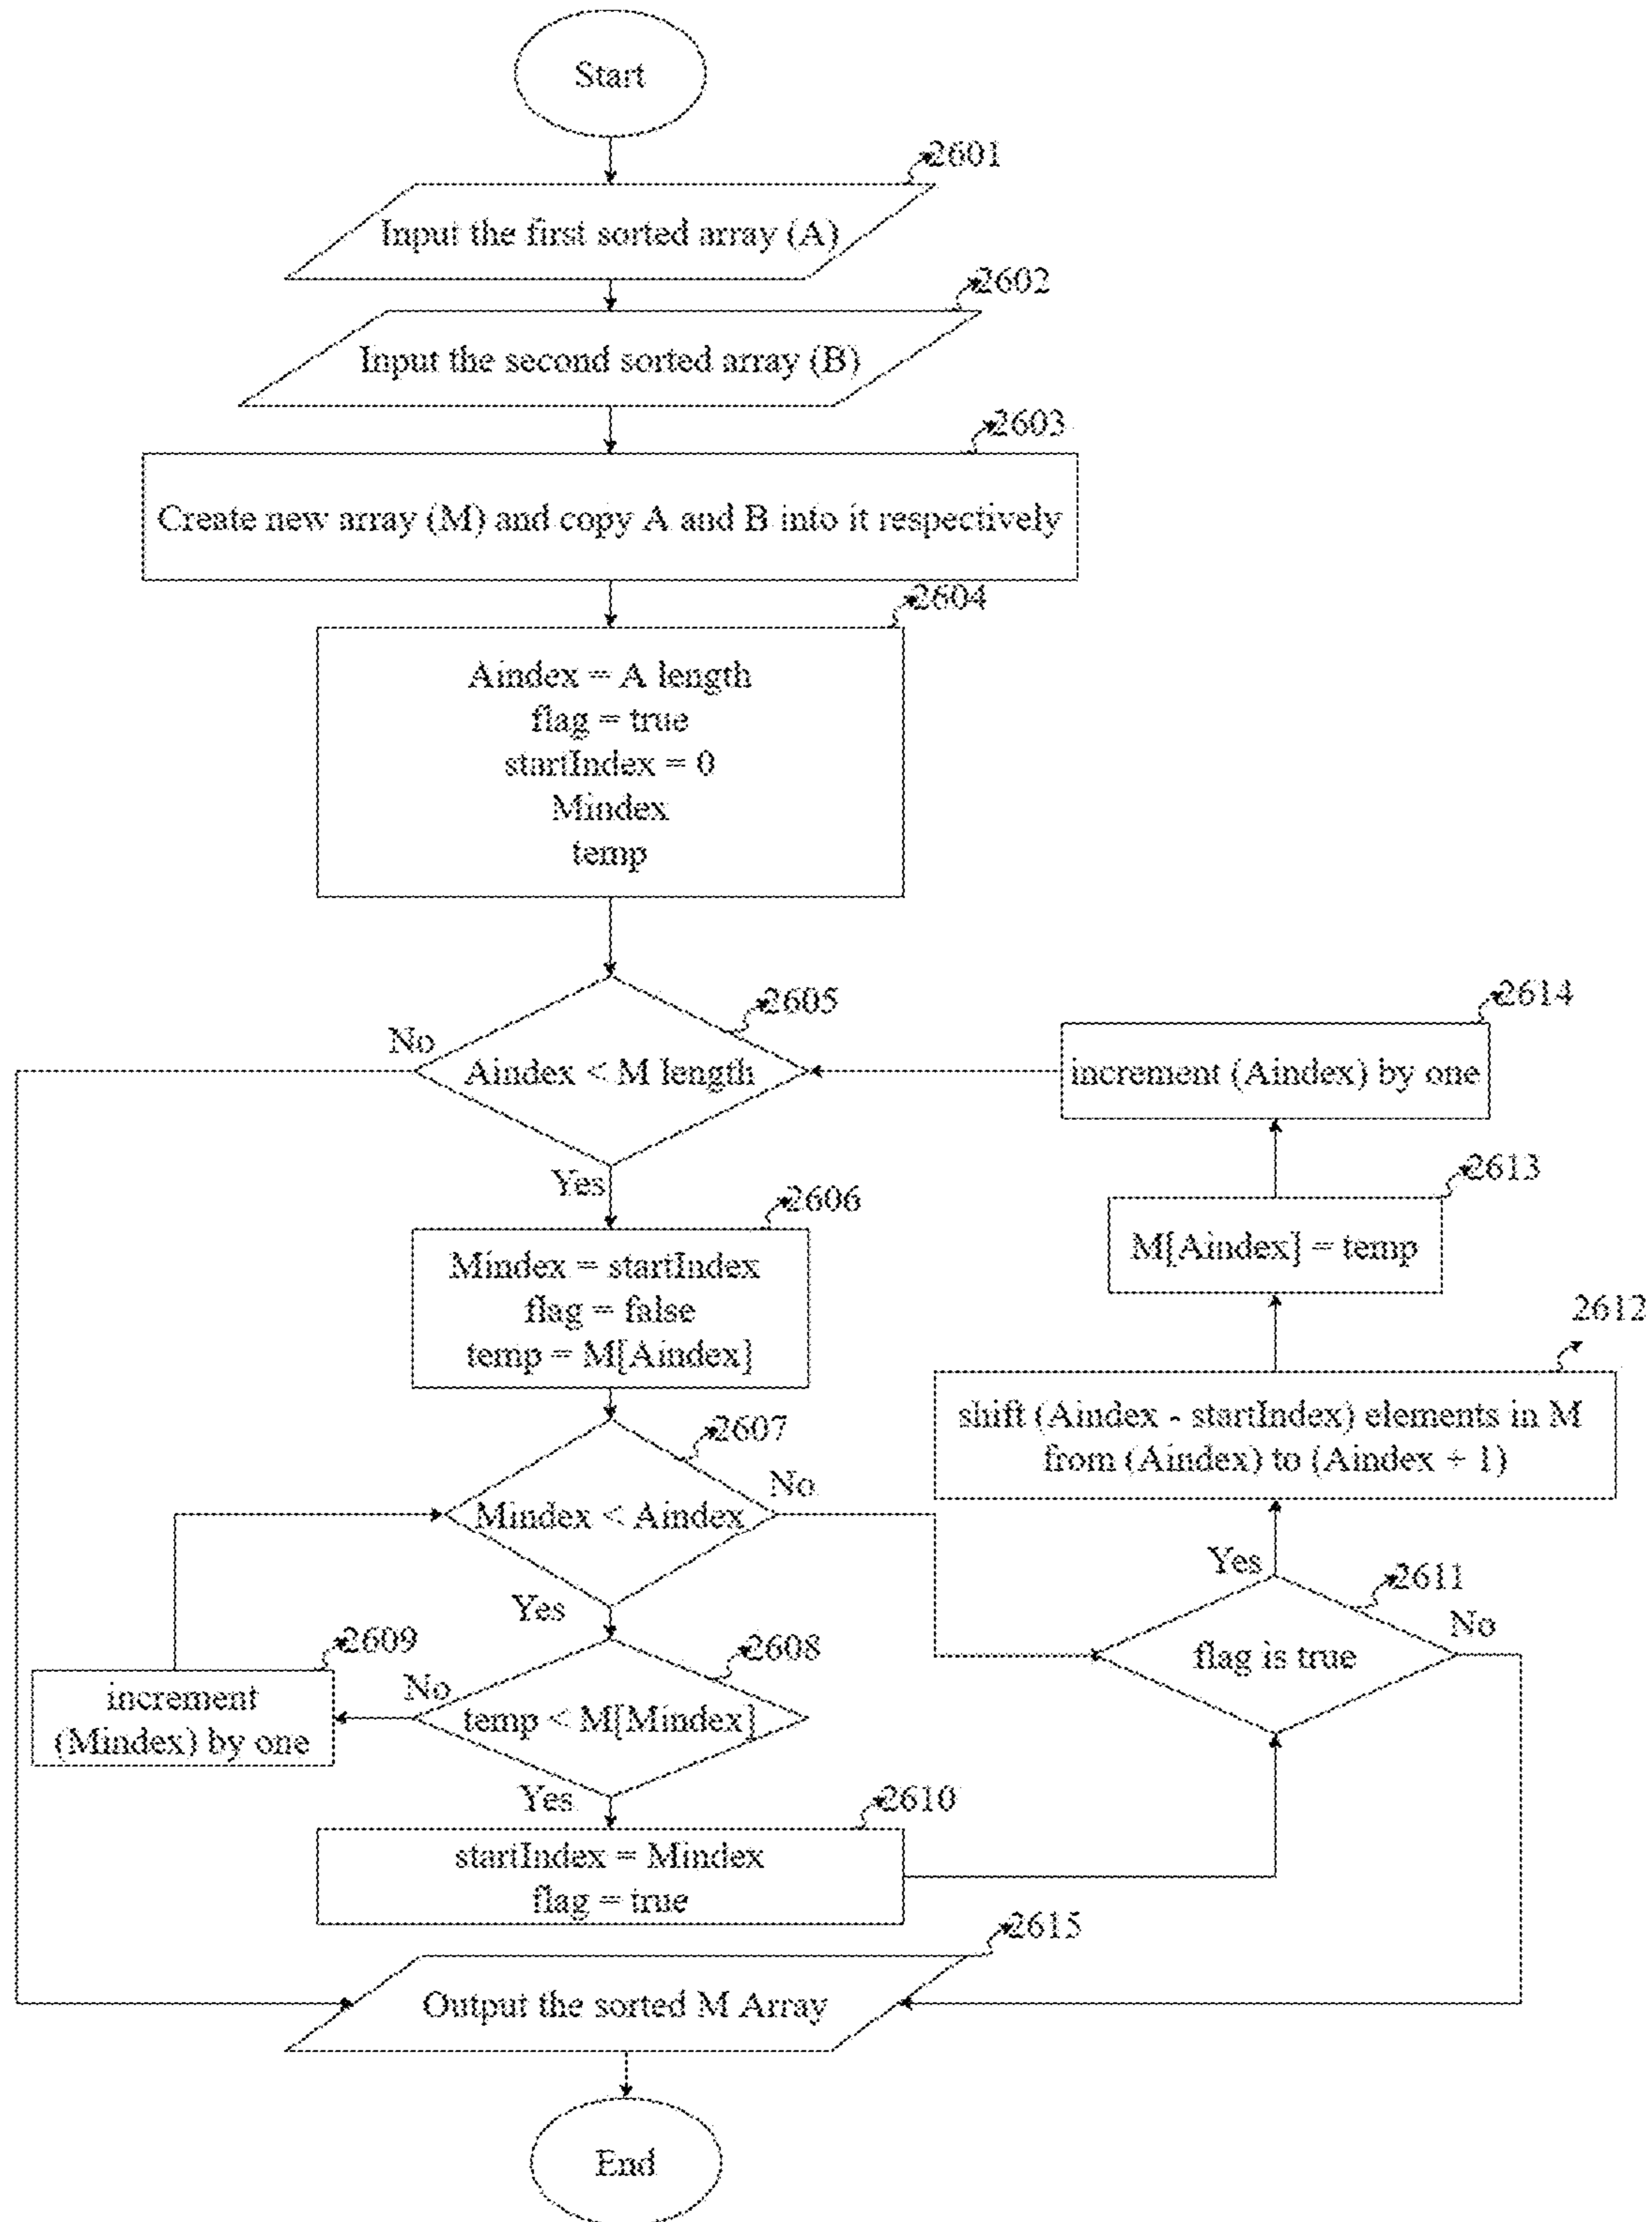 Start
2601
Input the first sorted array (A)
2602
Input the second sorted array (B)
2603
Create new array (M) and copy A and B into it respectively
2604
Aindex = A length
flag = true
startIndex = 0
Mindex
temp
2605
No
Aindex < M length
Yes
2614
increment (Aindex) by one
2613
M[Aindex] = temp
2606
Mindex = startIndex
flag = false
temp = M[Aindex]
2612
shift (Aindex - startIndex) elements in M
from (Aindex) to (Aindex + 1)
2607
No
Mindex < Aindex
Yes
Yes
2611
No
flag is true
2609
increment
(Mindex) by one
2608
No
temp < M[Mindex]
Yes
2610
startIndex = Mindex
flag = true
2615
Output the sorted M Array
End